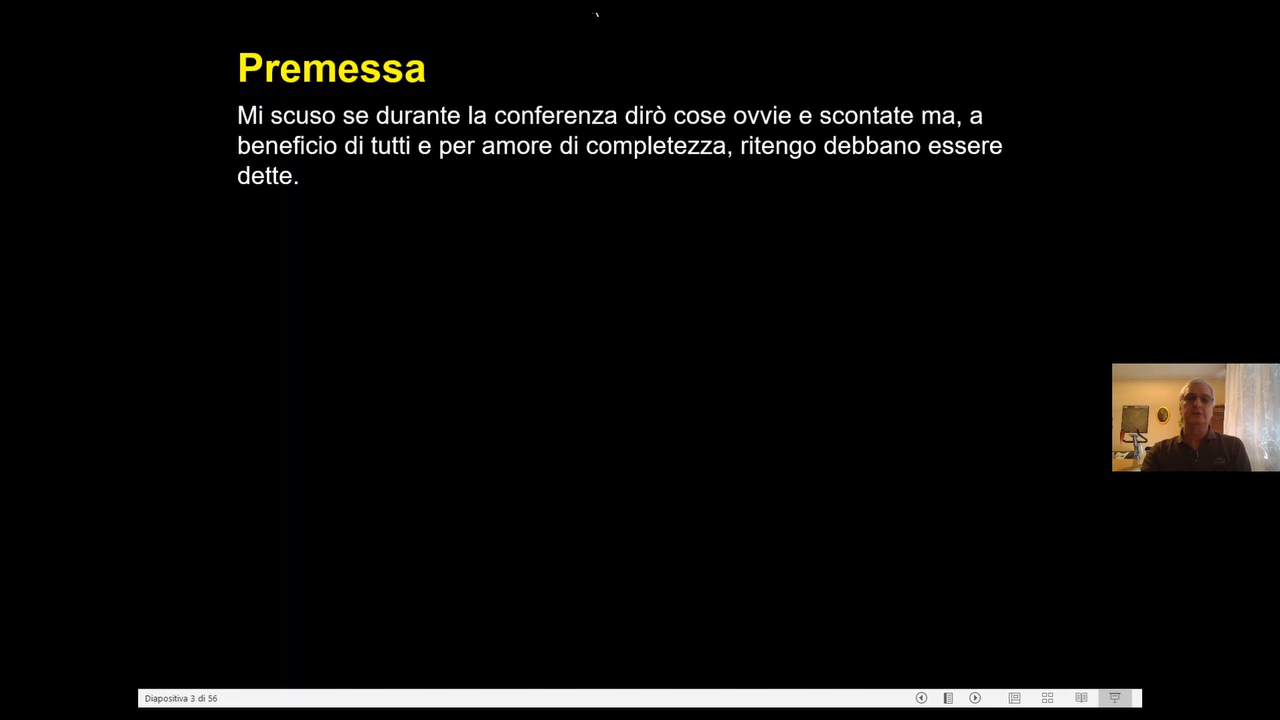 Premessa
Mi scuso se durante la conferenza dirò cose ovvie e scontate ma, a
beneficio di tutti e per amore di completezza, ritengo debbano essere
dette.
Diapositiva 3 di 56